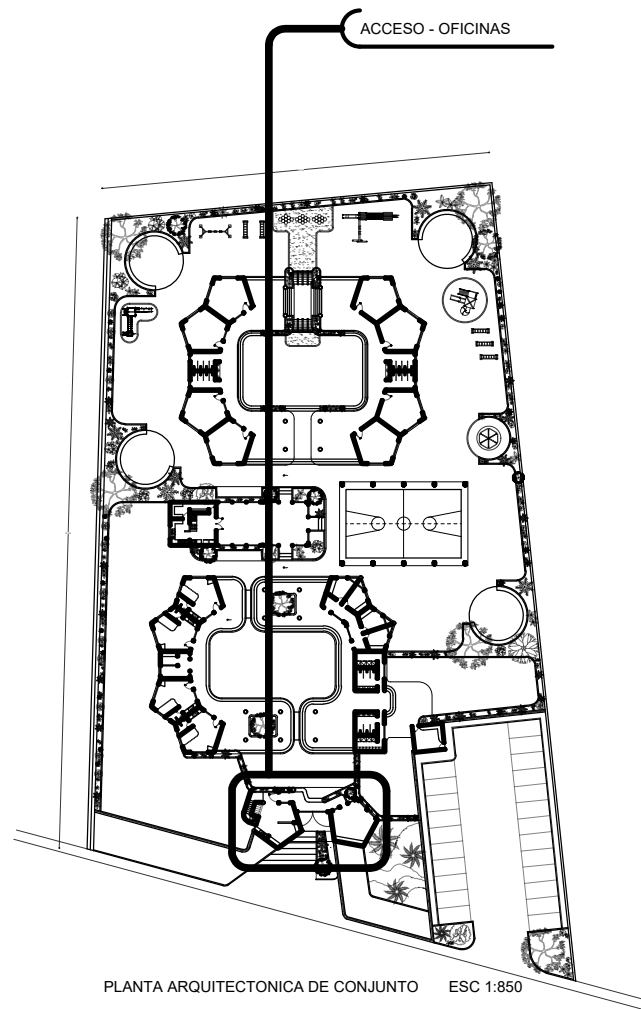 ACCESO - OFICINAS
PLANTA ARQUITECTONICA DE CONJUNTO ESC 1:850